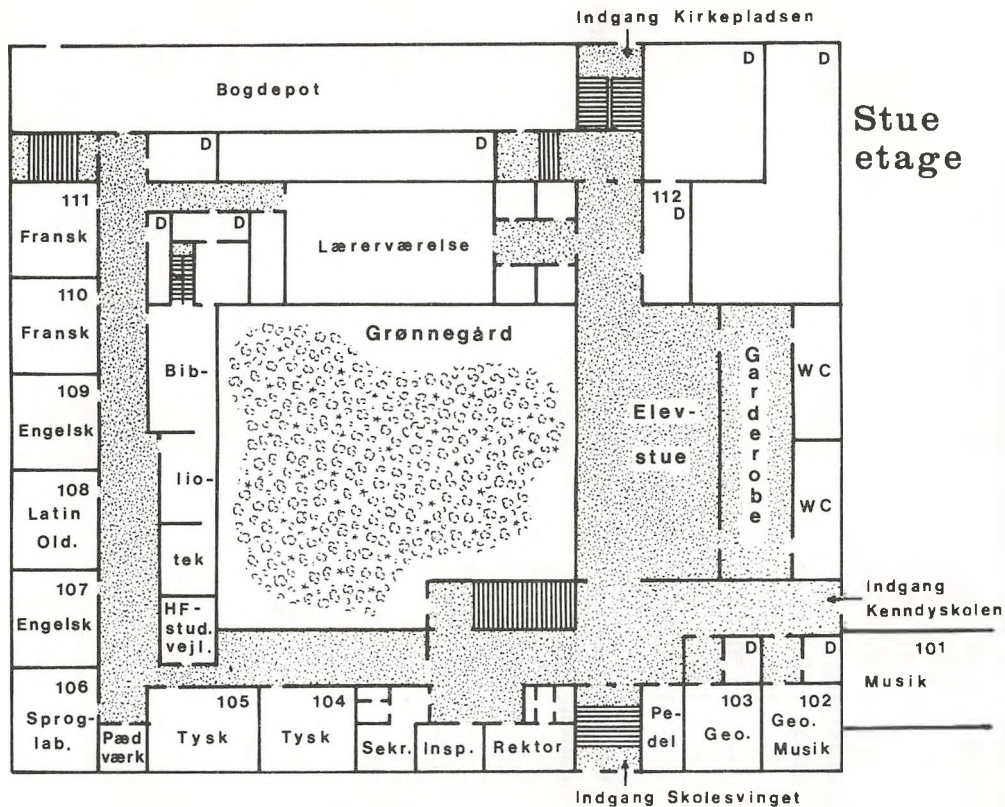 Indgang Kirkepladsen
Bogdepot
D
D
Stue
etage
D
D
111
Fransk
112
D
D
D
Lærerværelse
110
Fransk
Grønnegård
Bib-
lio-
tek
Elev-
stue
Garderobe
WC
WC
109
Engelsk
108
Latin
Old.
107
Engelsk
HF-
stud.
vejl.
Indgang
Kenndyskolen
101
Musik
D
D
106
Sprog-
lab.
Pæd
værk
105
Tysk
104
Tysk
Sekr.
Insp.
Rektor
Pe-
del
103
Geo.
102
Geo.
Musik
Indgang Skolesvinget